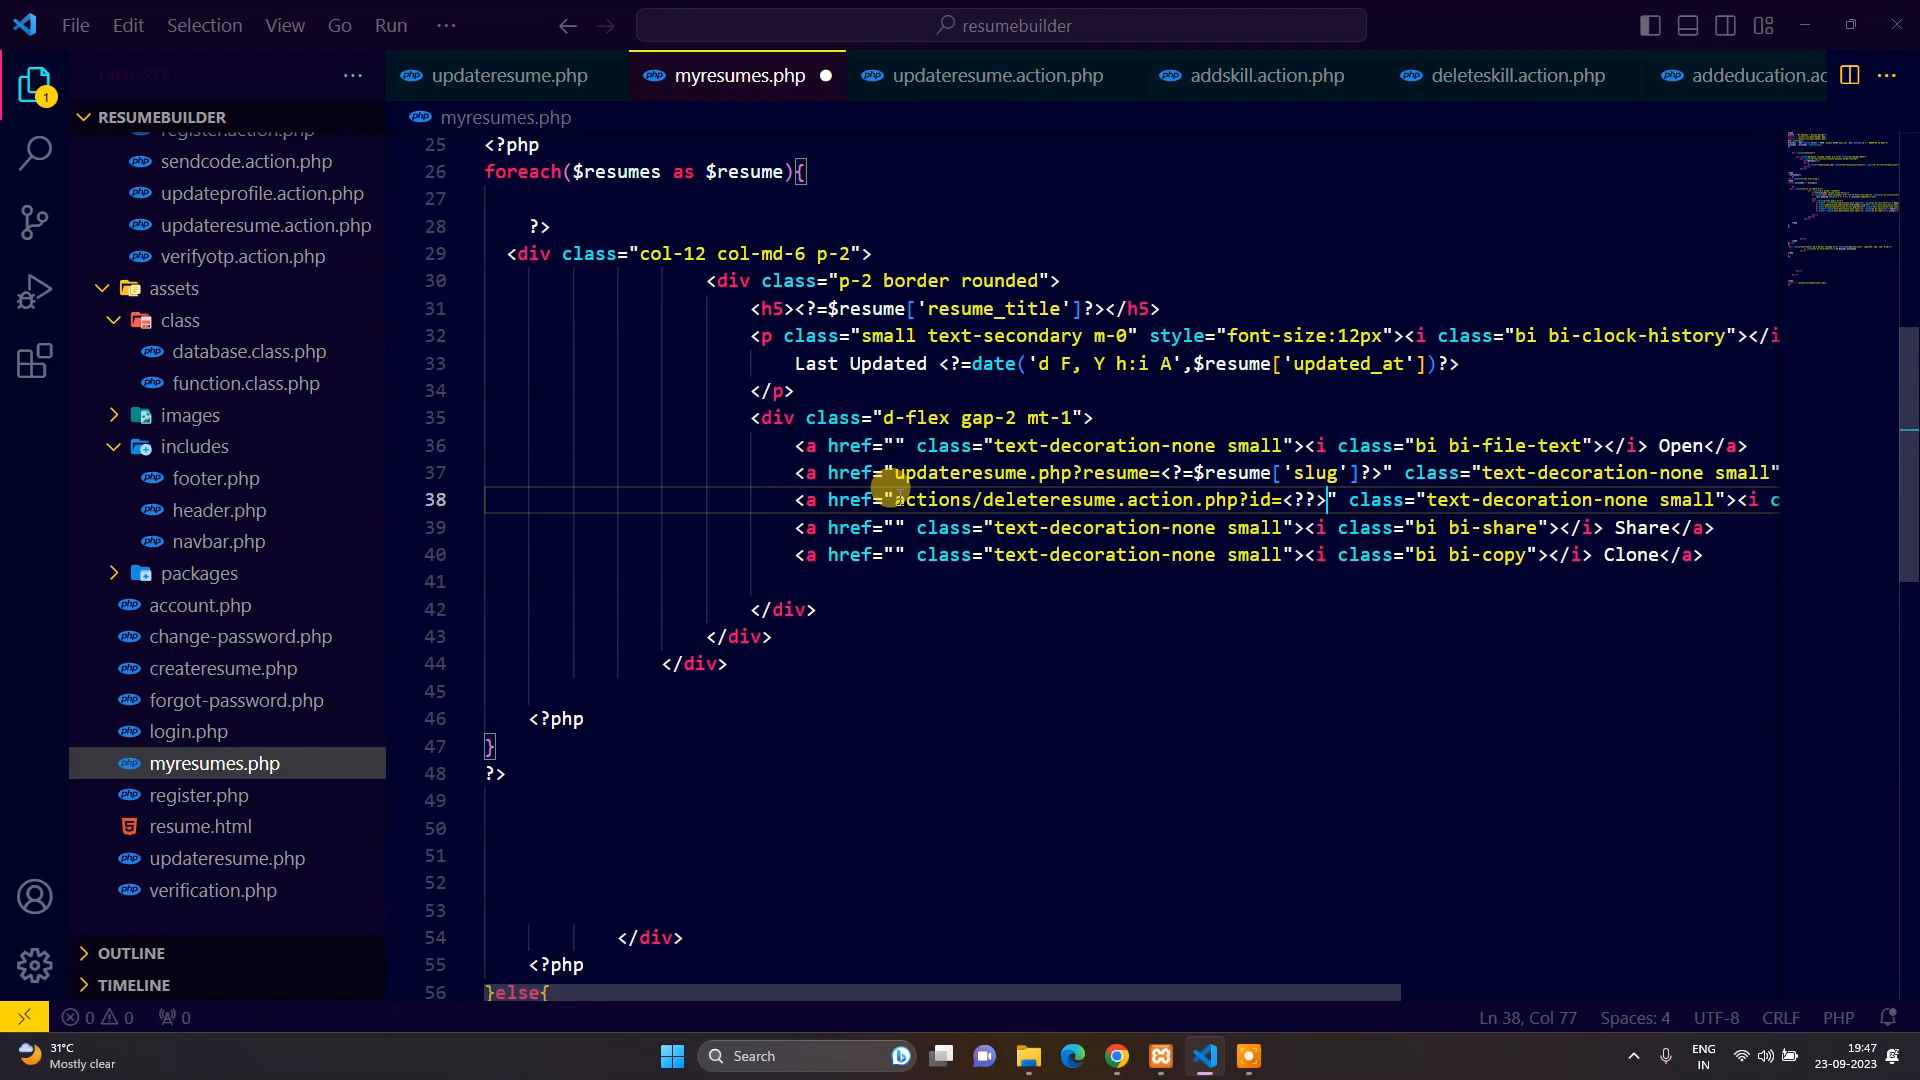 File Edit Selection View Go Run ··· resumebuilder
updateresume.php myresumes.php updateresume.action.php addskill.action.php deleteskill.action.php addeducation.ac
RESUMEBUILDER
register.action.php
sendcode.action.php
updateprofile.action.php
updateresume.action.php
verifyotp.action.php
assets
class
database.class.php
function.class.php
images
includes
footer.php
header.php
navbar.php
packages
account.php
change-password.php
createresume.php
forgot-password.php
login.php
myresumes.php
register.php
resume.html
updateresume.php
verification.php
OUTLINE
TIMELINE
1
myresumes.php
25 <?php
26 foreach($resumes as $resume){
27
28 ?>
29 <div class="col-12 col-md-6 p-2">
30 <div class="p-2 border rounded">
31 <h5><?=$resume['resume_title']?></h5>
32 <p class="small text-secondary m-0" style="font-size:12px"><i class="bi bi-clock-history"></i
33 Last Updated <?=date('d F, Y h:i A',$resume['updated_at'])?>
34 </p>
35 <div class="d-flex gap-2 mt-1">
36 <a href="" class="text-decoration-none small"><i class="bi bi-file-text"></i> Open</a>
37 <a href="updateresume.php?resume=<?=$resume['slug']?>" class="text-decoration-none small"
38 <a href="actions/deleteresume.action.php?id=<??>" class="text-decoration-none small"><i c
39 <a href="" class="text-decoration-none small"><i class="bi bi-share"></i> Share</a>
40 <a href="" class="text-decoration-none small"><i class="bi bi-copy"></i> Clone</a>
41
42 </div>
43 </div>
44 </div>
45
46 <?php
47 }
48 ?>
49
50
51
52
53
54 </div>
55 <?php
56 }else{
0 0 0 Ln 38, Col 77 Spaces: 4 UTF-8 CRLF PHP
31°C
Mostly clear
Search
ENG
IN
19:47
23-09-2023